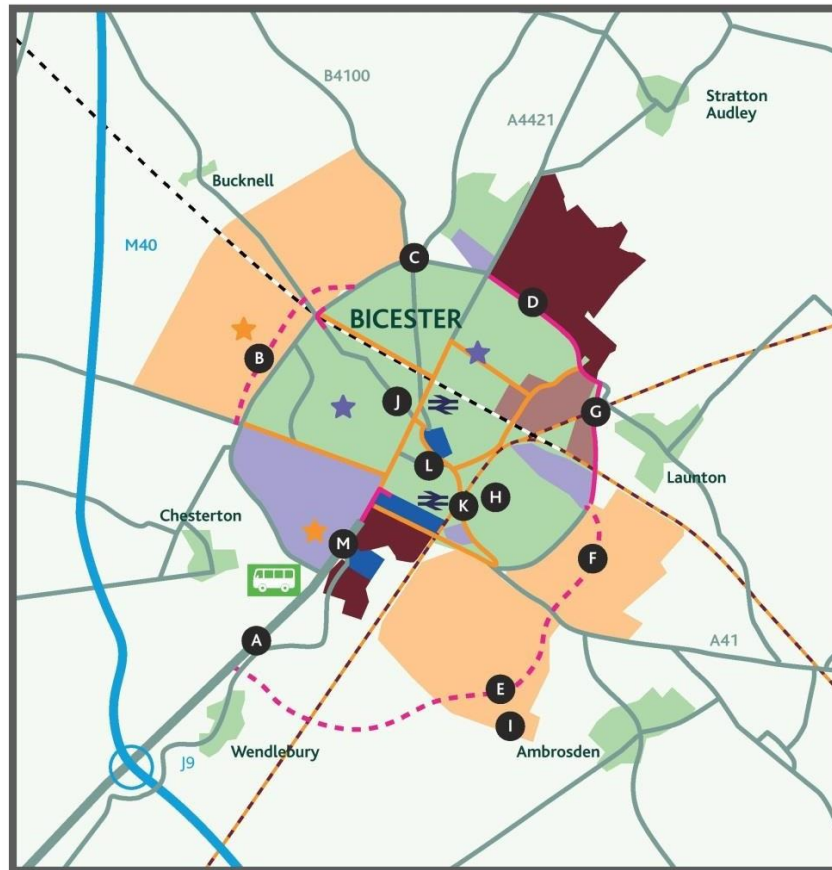 B4100
Stratton
Audley
A4421
Bucknell
M40
C
D
BICESTER
B
J
G
L
Launton
H
K
Chesterton
M
F
A
A41
E
I
Wendlebury
Ambrosden
J9